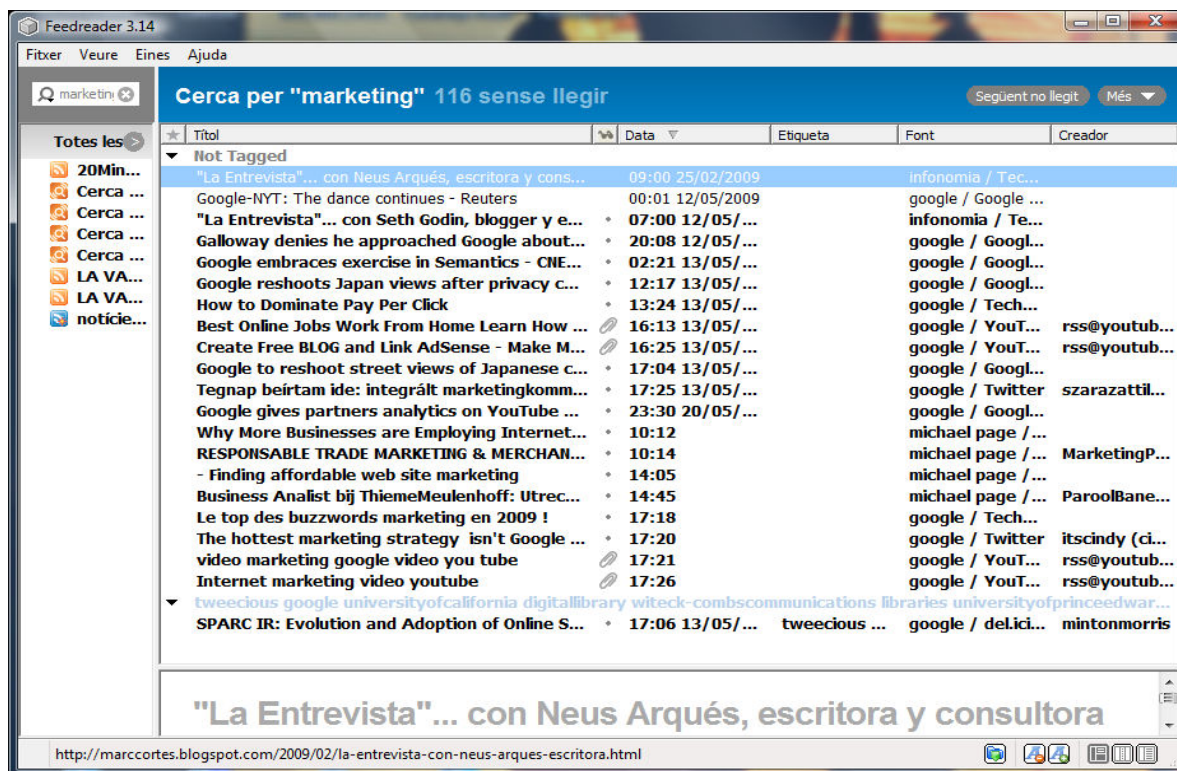 Feedreader 3.14
Fitxer Veure Eines Ajuda
marketing Cerca per "marketing" 116 sense llegir Següent no llegit Més
Totes les Títol Data Etiqueta Font Creador
Not Tagged
20Min...
Cerca ...
Cerca ...
Cerca ...
Cerca ...
LA VA...
LA VA...
notície...
"La Entrevista"... con Neus Arqués, escritora y cons... 09:00 25/02/2009 infonomia / Tec...
Google-NYT: The dance continues - Reuters 00:01 12/05/2009 google / Google ...
"La Entrevista"... con Seth Godin, blogger y e... 07:00 12/05/... infonomia / Te...
Galloway denies he approached Google about... 20:08 12/05/... google / Googl...
Google embraces exercise in Semantics - CNE... 02:21 13/05/... google / Googl...
Google reshoots Japan views after privacy c... 12:17 13/05/... google / Googl...
How to Dominate Pay Per Click 13:24 13/05/... google / Tech...
Best Online Jobs Work From Home Learn How ... 16:13 13/05/... google / YouT... rss@youtub...
Create Free BLOG and Link AdSense - Make M... 16:25 13/05/... google / YouT... rss@youtub...
Google to reshoot street views of Japanese c... 17:04 13/05/... google / Googl...
Tegnap beírtam ide: integrált marketingkomm... 17:25 13/05/... google / Twitter szarazattil...
Google gives partners analytics on YouTube ... 23:30 20/05/... google / Googl...
Why More Businesses are Employing Internet... 10:12 michael page /...
RESPONSABLE TRADE MARKETING & MERCHAN... 10:14 michael page /... MarketingP...
- Finding affordable web site marketing 14:05 michael page /...
Business Analist bij ThiemeMeulenhoff: Utrec... 14:45 michael page /... ParoolBane...
Le top des buzzwords marketing en 2009 ! 17:18 google / Tech...
The hottest marketing strategy isn't Google ... 17:20 google / Twitter itscindy (ci...
video marketing google video you tube 17:21 google / YouT... rss@youtub...
Internet marketing video youtube 17:26 google / YouT... rss@youtub...
tweecious google universityofcalifornia digitallibrary witeck-combscommunications libraries universityofprinceedwar...
SPARC IR: Evolution and Adoption of Online S... 17:06 13/05/... tweecious ... google / del.ici... mintonmorris
"La Entrevista"... con Neus Arqués, escritora y consultora
http://marccortes.blogspot.com/2009/02/la-entrevista-con-neus-arques-escritora.html